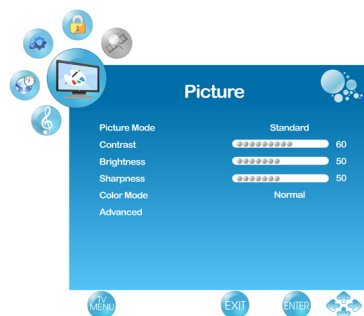 Picture
Picture Mode Standard
Contrast 60
Brightness 50
Sharpness 50
Color Mode Normal
Advanced
TV MENU EXIT ENTER